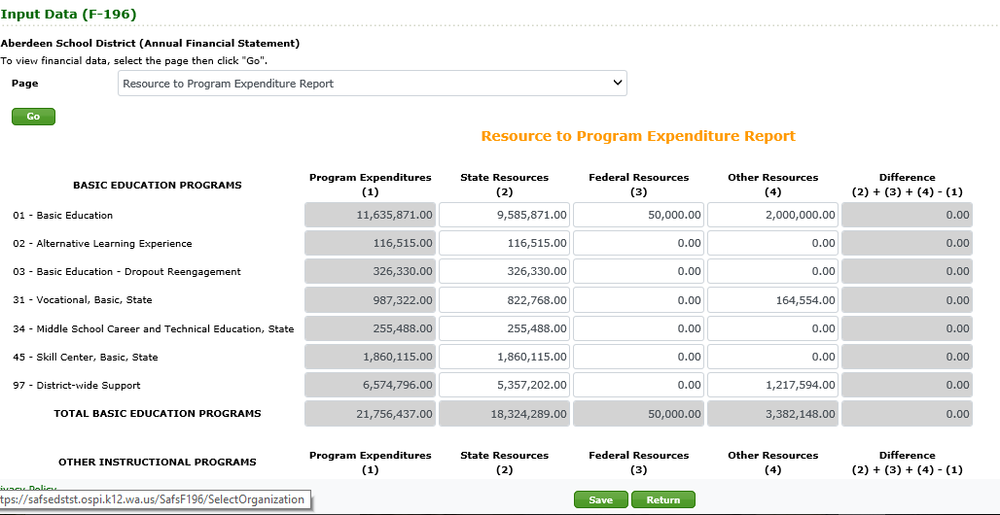 Input Data (F-196)
Aberdeen School District (Annual Financial Statement)
To view financial data, select the page then click "Go".
Page Resource to Program Expenditure Report
Go
Resource to Program Expenditure Report
BASIC EDUCATION PROGRAMS Program Expenditures (1) State Resources (2) Federal Resources (3) Other Resources (4) Difference (2) + (3) + (4) - (1)
01 - Basic Education 11,635,871.00 9,585,871.00 50,000.00 2,000,000.00 0.00
02 - Alternative Learning Experience 116,515.00 116,515.00 0.00 0.00 0.00
03 - Basic Education - Dropout Reengagement 326,330.00 326,330.00 0.00 0.00 0.00
31 - Vocational, Basic, State 987,322.00 822,768.00 0.00 164,554.00 0.00
34 - Middle School Career and Technical Education, State 255,488.00 255,488.00 0.00 0.00 0.00
45 - Skill Center, Basic, State 1,860,115.00 1,860,115.00 0.00 0.00 0.00
97 - District-wide Support 6,574,796.00 5,357,202.00 0.00 1,217,594.00 0.00
TOTAL BASIC EDUCATION PROGRAMS 21,756,437.00 18,324,289.00 50,000.00 3,382,148.00 0.00
OTHER INSTRUCTIONAL PROGRAMS Program Expenditures (1) State Resources (2) Federal Resources (3) Other Resources (4) Difference (2) + (3) + (4) - (1)
ivacy Policy
tps://safsedstst.ospi.k12.wa.us/SafsF196/SelectOrganization
Save Return